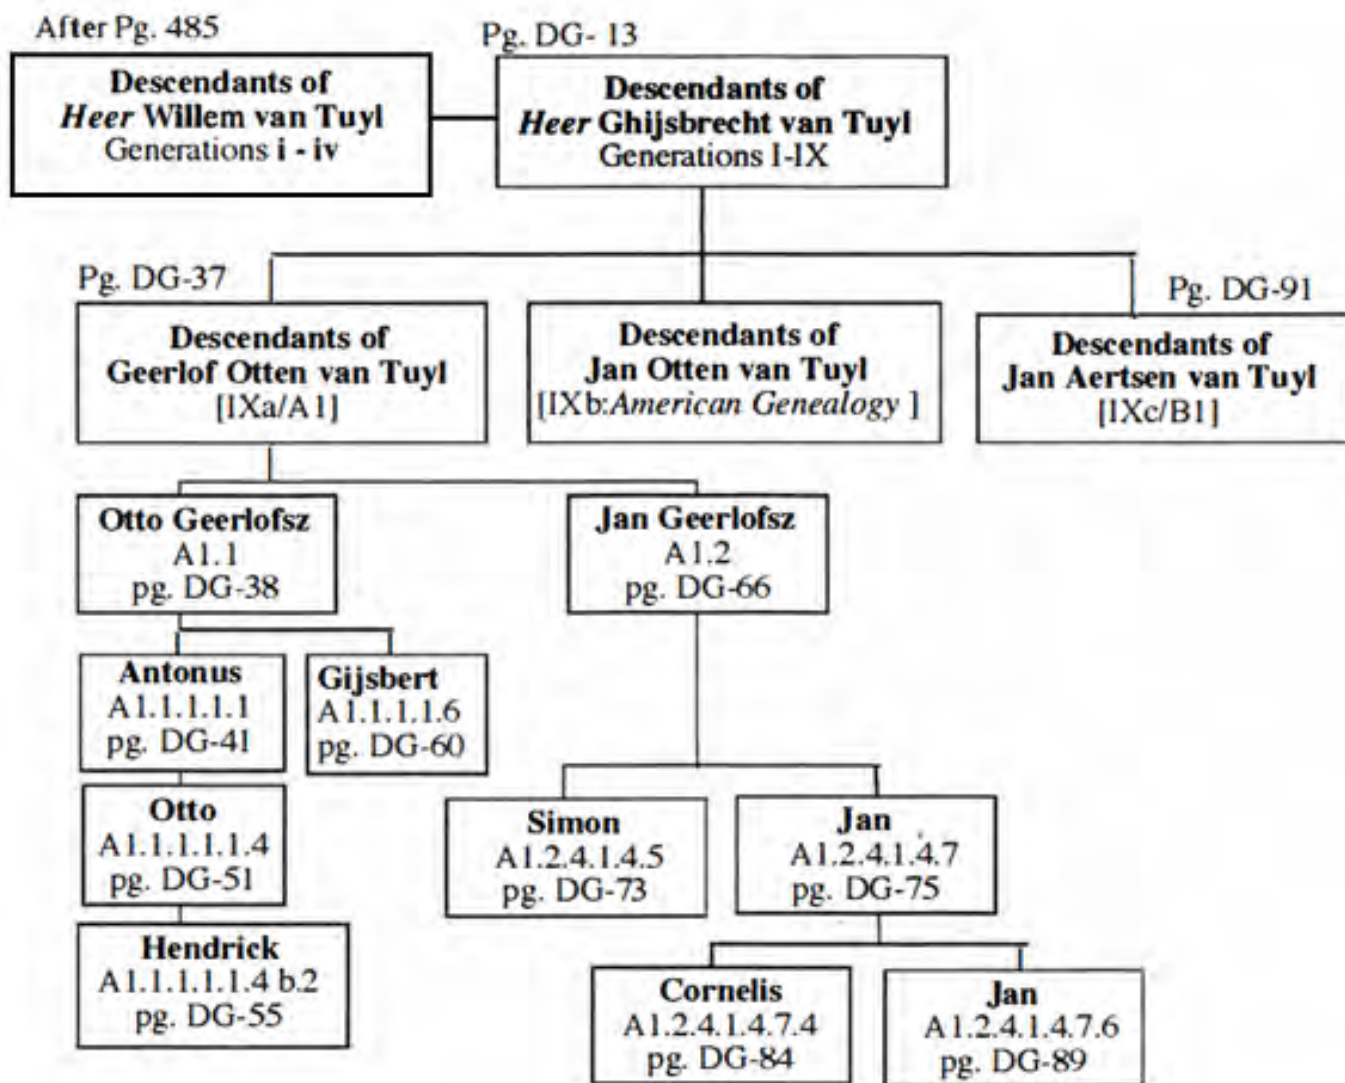 After Pg. 485
Descendants of
Heer Willem van Tuyl
Generations i - iv
Pg. DG- 13
Descendants of
Heer Ghijsbrecht van Tuyl
Generations I-IX
Pg. DG-37
Descendants of
Geerlof Otten van Tuyl
[IXa/A1]
Descendants of
Jan Otten van Tuyl
[IXb:American Genealogy ]
Pg. DG-91
Descendants of
Jan Aertsen van Tuyl
[IXc/B1]
Otto Geerlofsz
A1.1
pg. DG-38
Jan Geerlofsz
A1.2
pg. DG-66
Antonus
A1.1.1.1.1
pg. DG-41
Gijsbert
A1.1.1.1.6
pg. DG-60
Otto
A1.1.1.1.1.4
pg. DG-51
Simon
A1.2.4.1.4.5
pg. DG-73
Jan
A1.2.4.1.4.7
pg. DG-75
Hendrick
A1.1.1.1.1.4 b.2
pg. DG-55
Cornelis
A1.2.4.1.4.7.4
pg. DG-84
Jan
A1.2.4.1.4.7.6
pg. DG-89